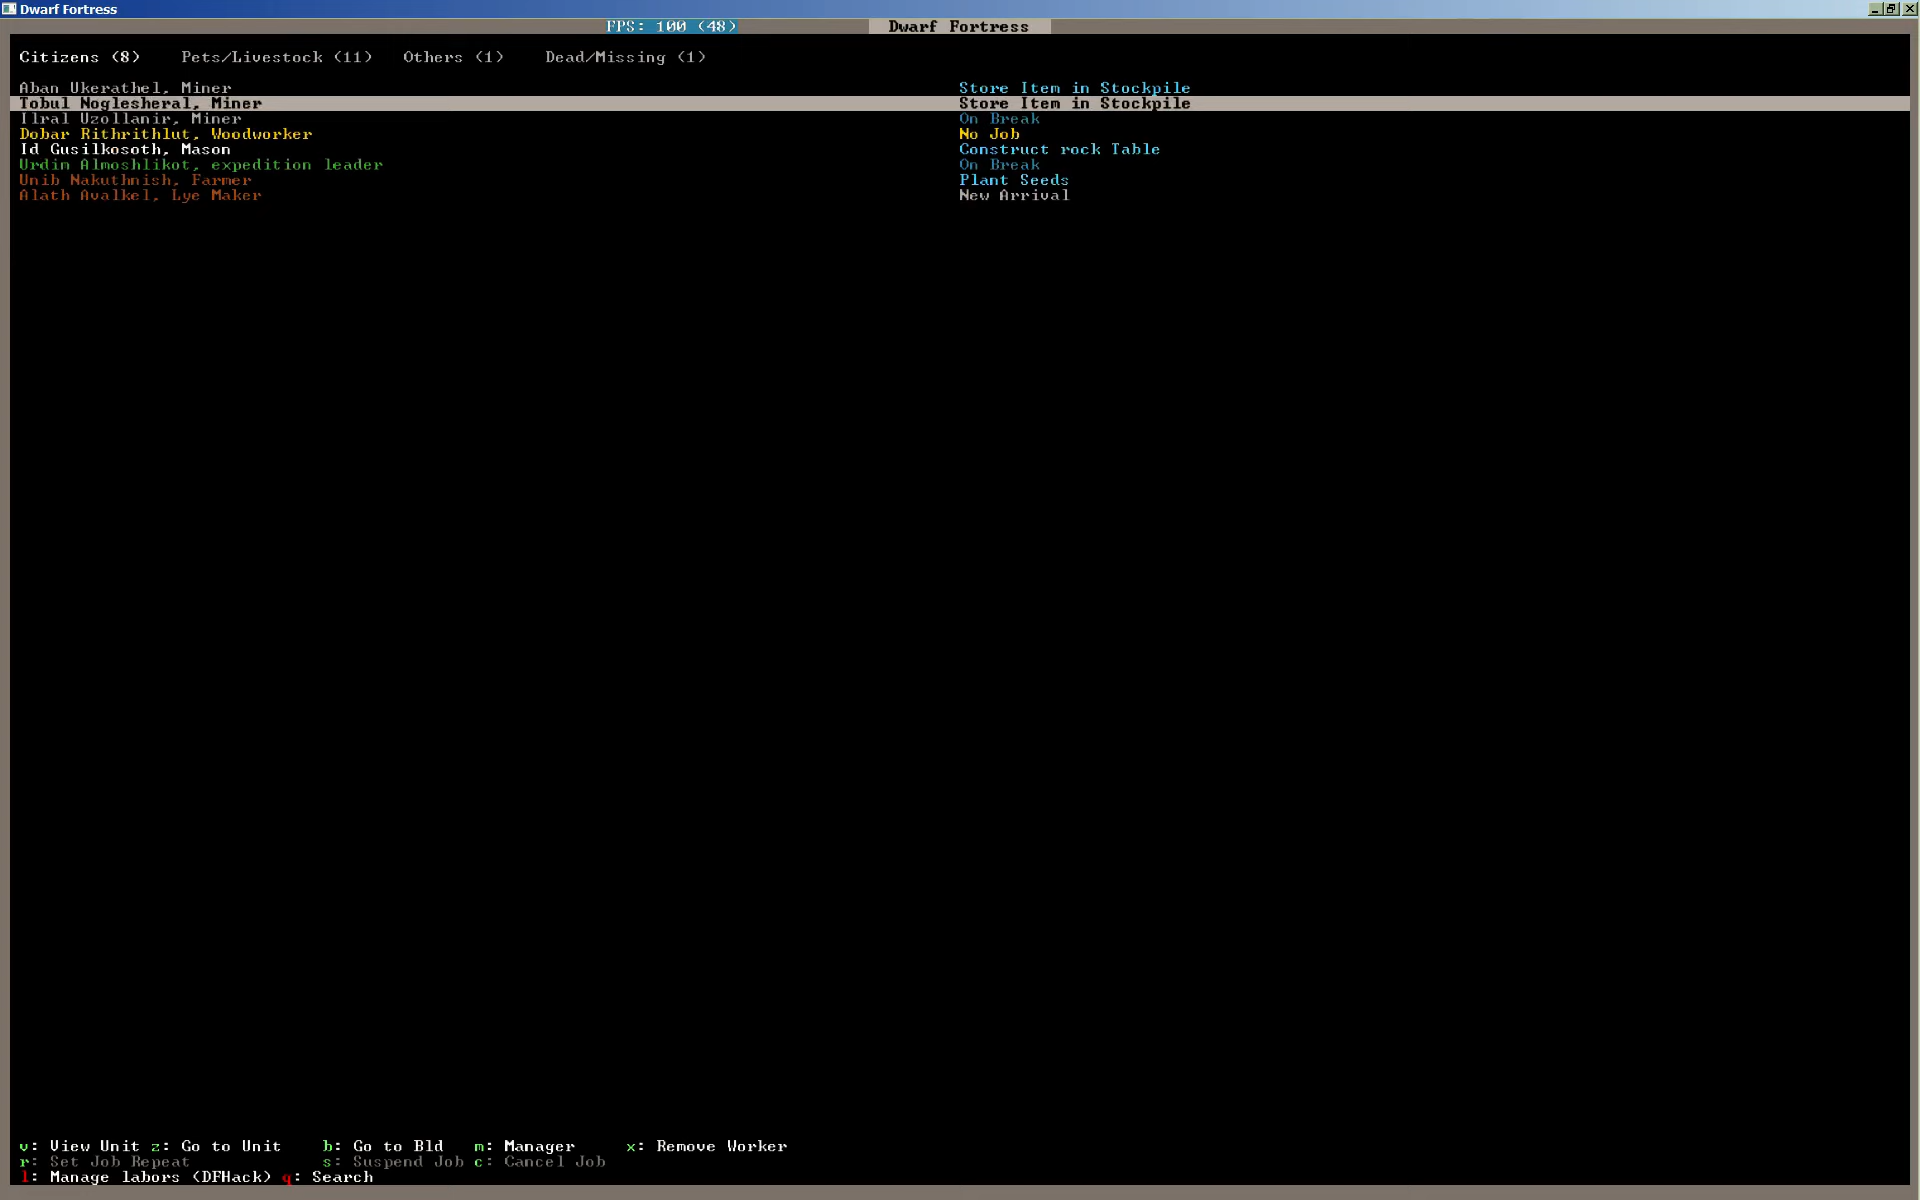 Dwarf Fortress
FPS: 100 (48) Dwarf Fortress
Citizens (8) Pets/Livestock (11) Others (1) Dead/Missing (1)
Aban Ukerathel, Miner Store Item in Stockpile
Tobul Noglesheral, Miner Store Item in Stockpile
Ilral Uzollanir, Miner On Break
Dobar Rithrithlut, Woodworker No Job
Id Gusilkosoth, Mason Construct rock Table
Urdim Almoshlikot, expedition leader On Break
Unib Nakuthnish, Farmer Plant Seeds
Alath Avalkel, Lye Maker New Arrival
v: View Unit z: Go to Unit b: Go to Bld m: Manager x: Remove Worker
r: Set Job Repeat s: Suspend Job c: Cancel Job
l: Manage labors (DFHack) q: Search